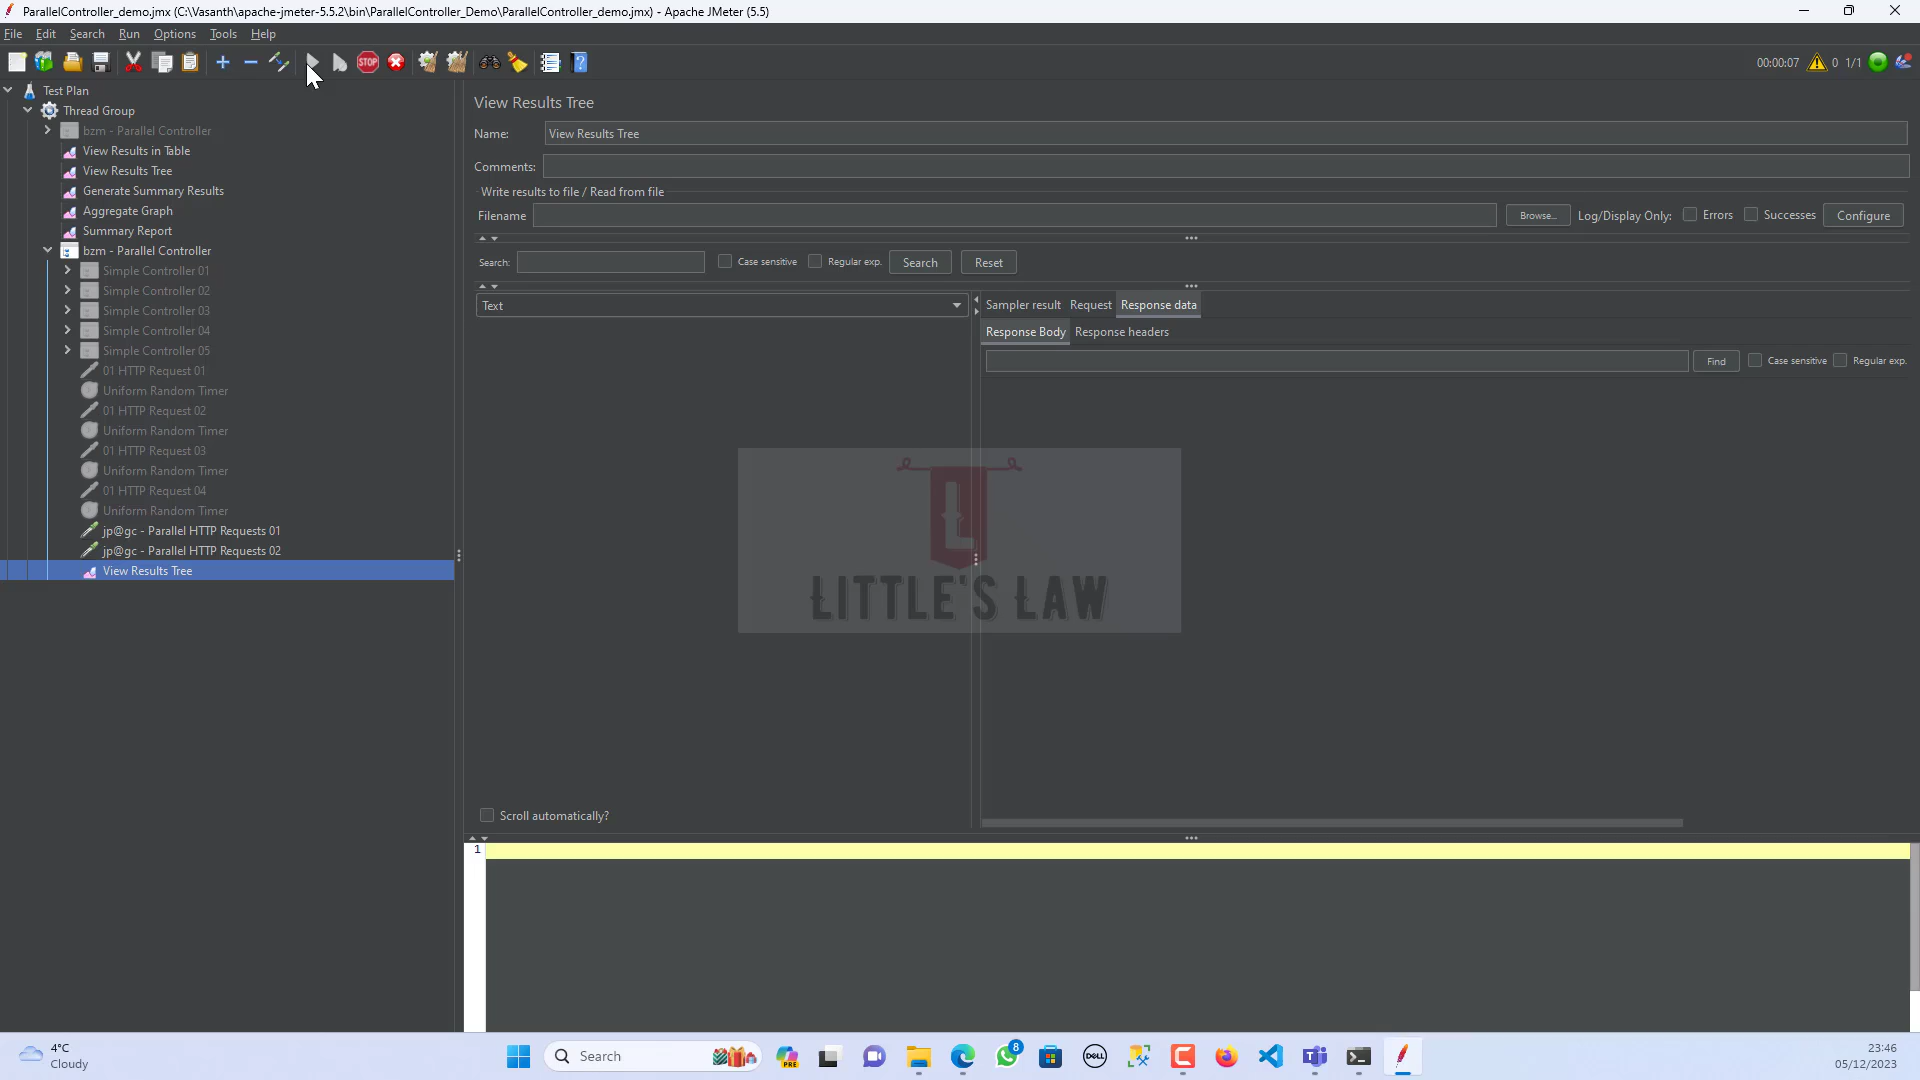 ParallelController_demo.jmx (C:\Vasanth\apache-jmeter-5.5.2\bin\ParallelController_Demo\ParallelController_demo.jmx) - Apache JMeter (5.5)
File Edit Search Run Options Tools Help
STOP
00:00:07 0 1/1
Test Plan
Thread Group
bzm - Parallel Controller
View Results in Table
View Results Tree
Generate Summary Results
Aggregate Graph
Summary Report
bzm - Parallel Controller
Simple Controller 01
Simple Controller 02
Simple Controller 03
Simple Controller 04
Simple Controller 05
01 HTTP Request 01
Uniform Random Timer
01 HTTP Request 02
Uniform Random Timer
01 HTTP Request 03
Uniform Random Timer
01 HTTP Request 04
Uniform Random Timer
jp@gc - Parallel HTTP Requests 01
jp@gc - Parallel HTTP Requests 02
View Results Tree
View Results Tree
Name: View Results Tree
Comments:
Write results to file / Read from file
Filename Browse... Log/Display Only: Errors Successes Configure
Search: Case sensitive Regular exp. Search Reset
Text
Sampler result Request Response data
Response Body Response headers
Find Case sensitive Regular exp.
L
LITTLE'S LAW
Scroll automatically?
1
4°C
Cloudy
Search
PRE
8
DELL
23:46
05/12/2023